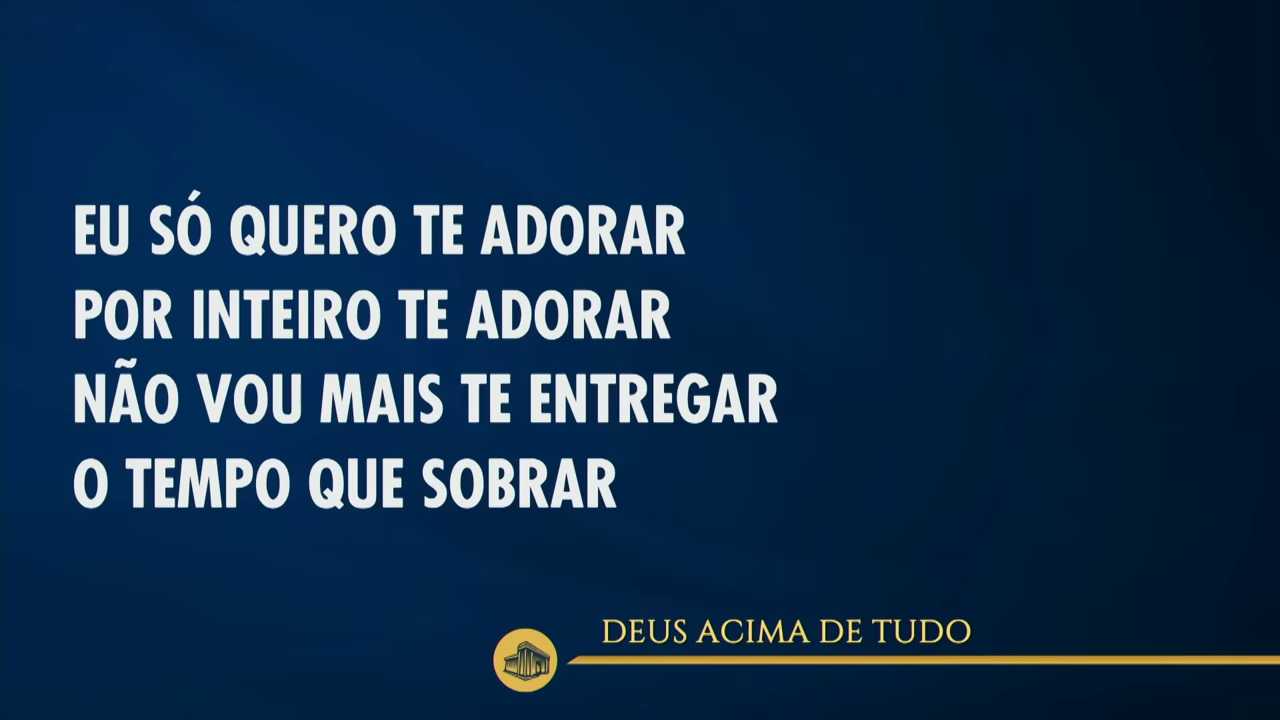 EU SÓ QUERO TE ADORAR
POR INTEIRO TE ADORAR
NÃO VOU MAIS TE ENTREGAR
O TEMPO QUE SOBRAR
DEUS ACIMA DE TUDO